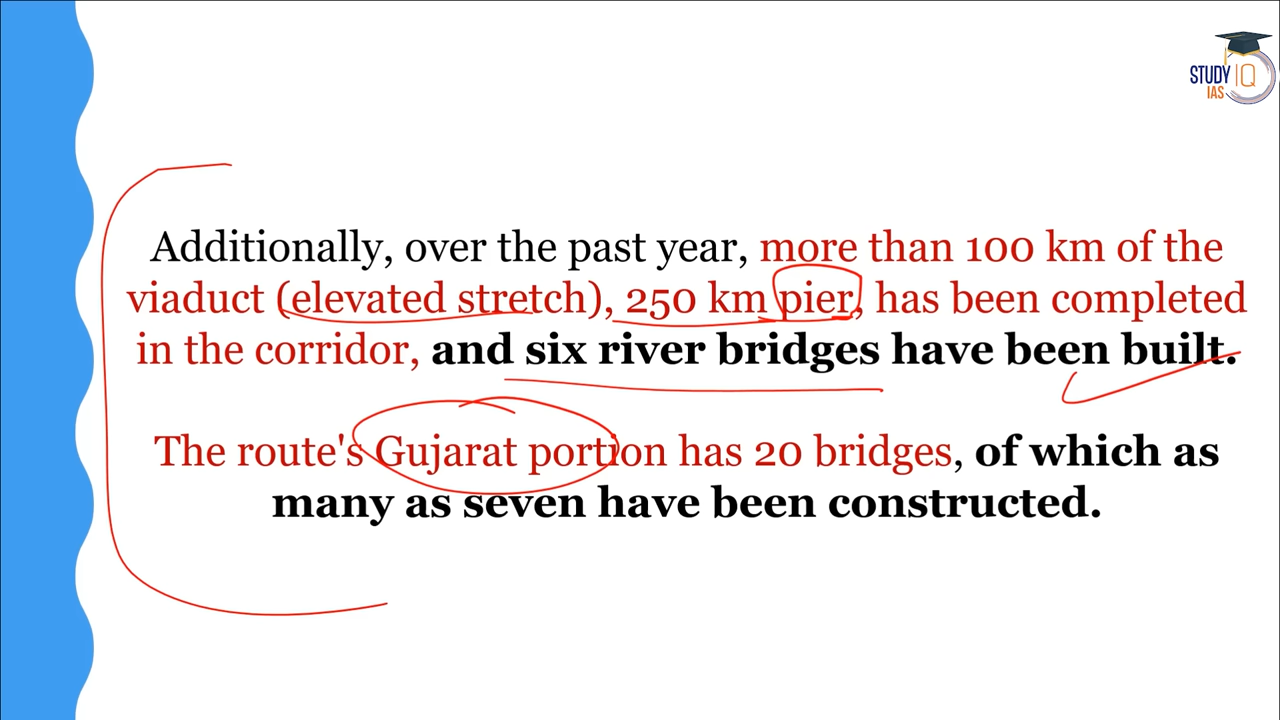 STUDY IQ
IAS
Additionally, over the past year, more than 100 km of the
viaduct (elevated stretch), 250 km pier, has been completed
in the corridor, and six river bridges have been built.
The route's Gujarat portion has 20 bridges, of which as
many as seven have been constructed.